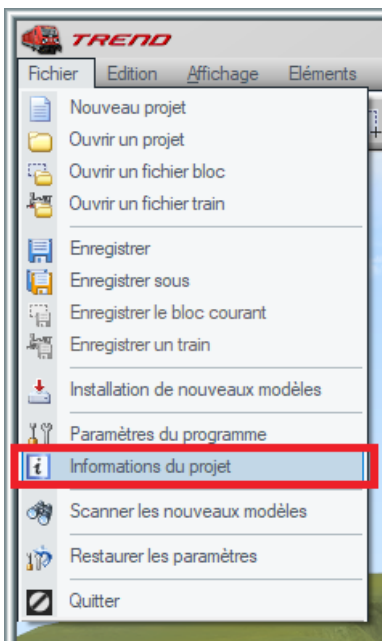 TREND
Fichier Edition Affichage Eléments
Nouveau projet
Ouvrir un projet
Ouvrir un fichier bloc
Ouvrir un fichier train
Enregistrer
Enregistrer sous
Enregistrer le bloc courant
Enregistrer un train
Installation de nouveaux modèles
Paramètres du programme
Informations du projet
Scanner les nouveaux modèles
Restaurer les paramètres
Quitter